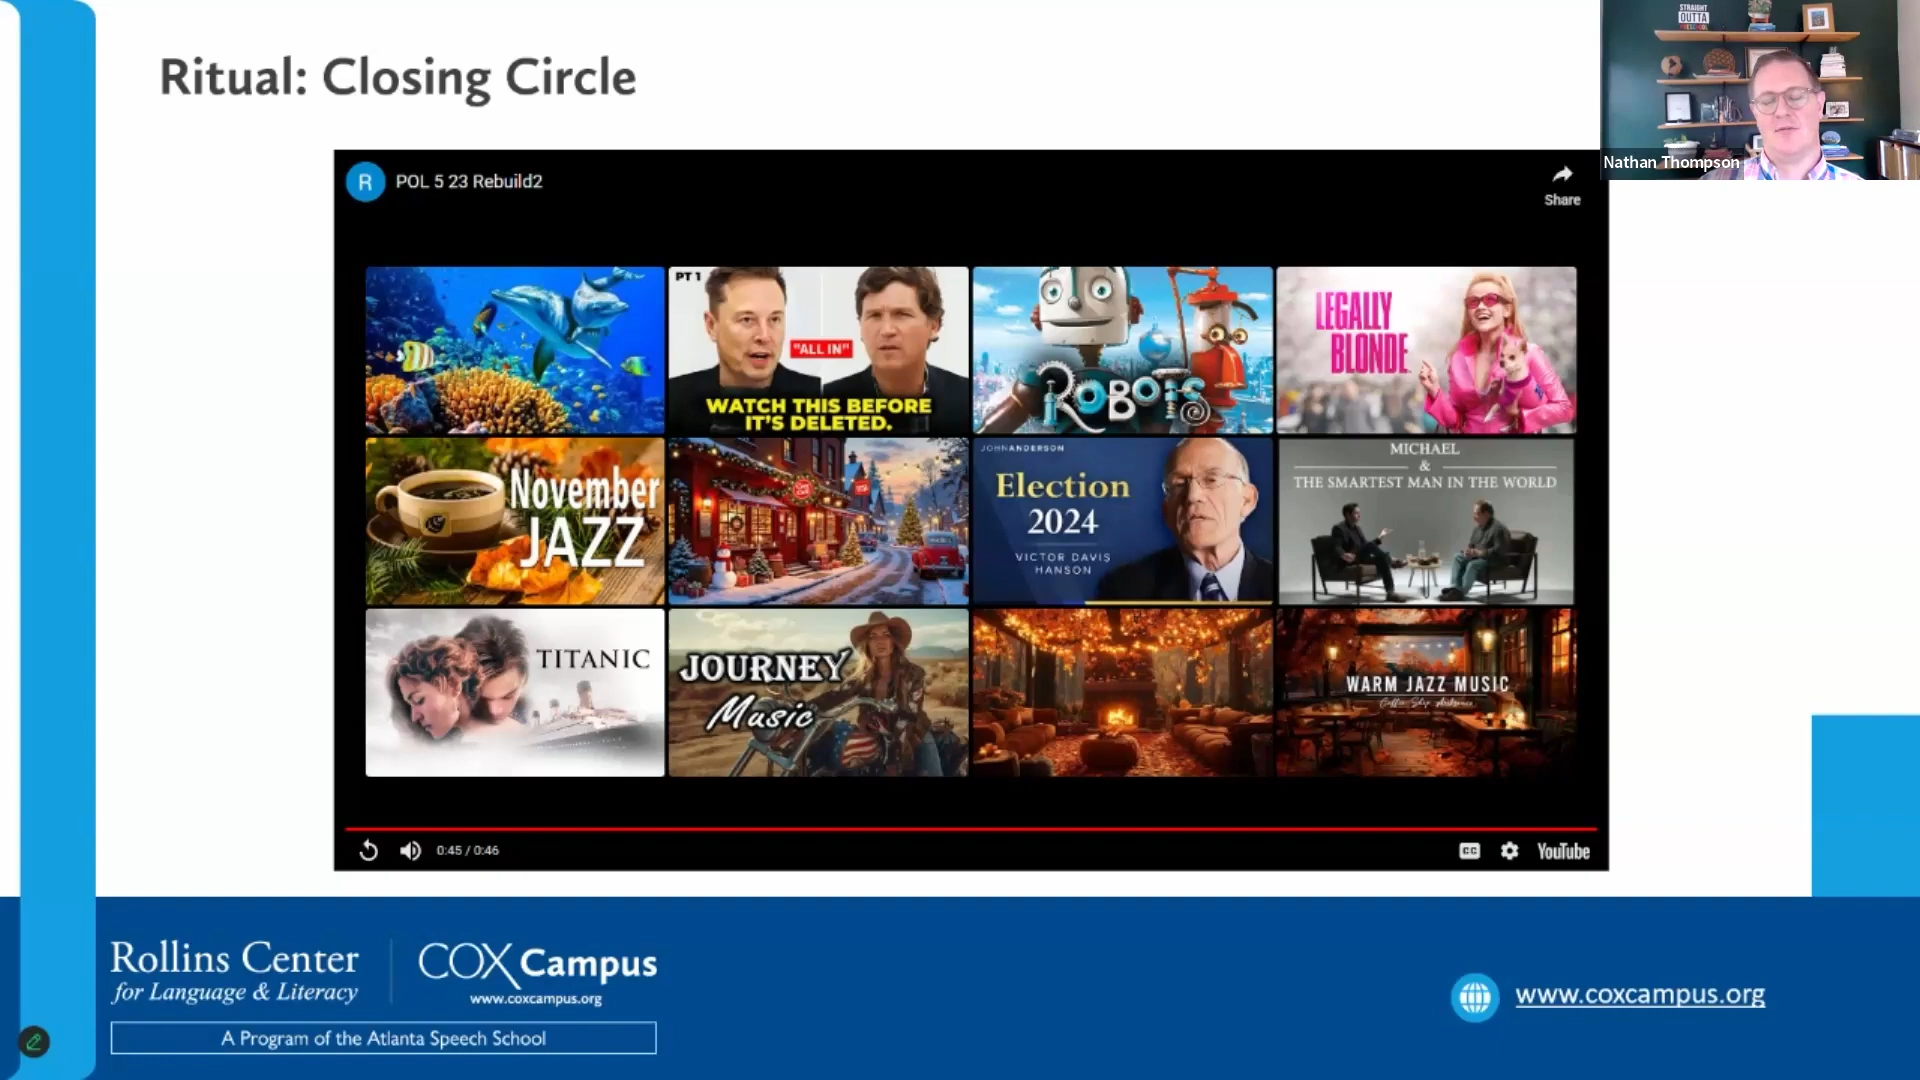 Ritual: Closing Circle
STRAIGHT
OUTTA
Nathan Thompson
R
POL 5 23 Rebuild2
Share
PT 1
"ALL IN"
WATCH THIS BEFORE
IT'S DELETED.
ROBOTS
LEGALLY
BLONDE
November
JAZZ
JOHN ANDERSON
Election
2024
VICTOR DAVIS
HANSON
MICHAEL
&
THE SMARTEST MAN IN THE WORLD
TITANIC
JOURNEY
Music
WARM JAZZ MUSIC
0:45 / 0:46
CC
YouTube
Rollins Center
for Language & Literacy
COX Campus
www.coxcampus.org
A Program of the Atlanta Speech School
www.coxcampus.org